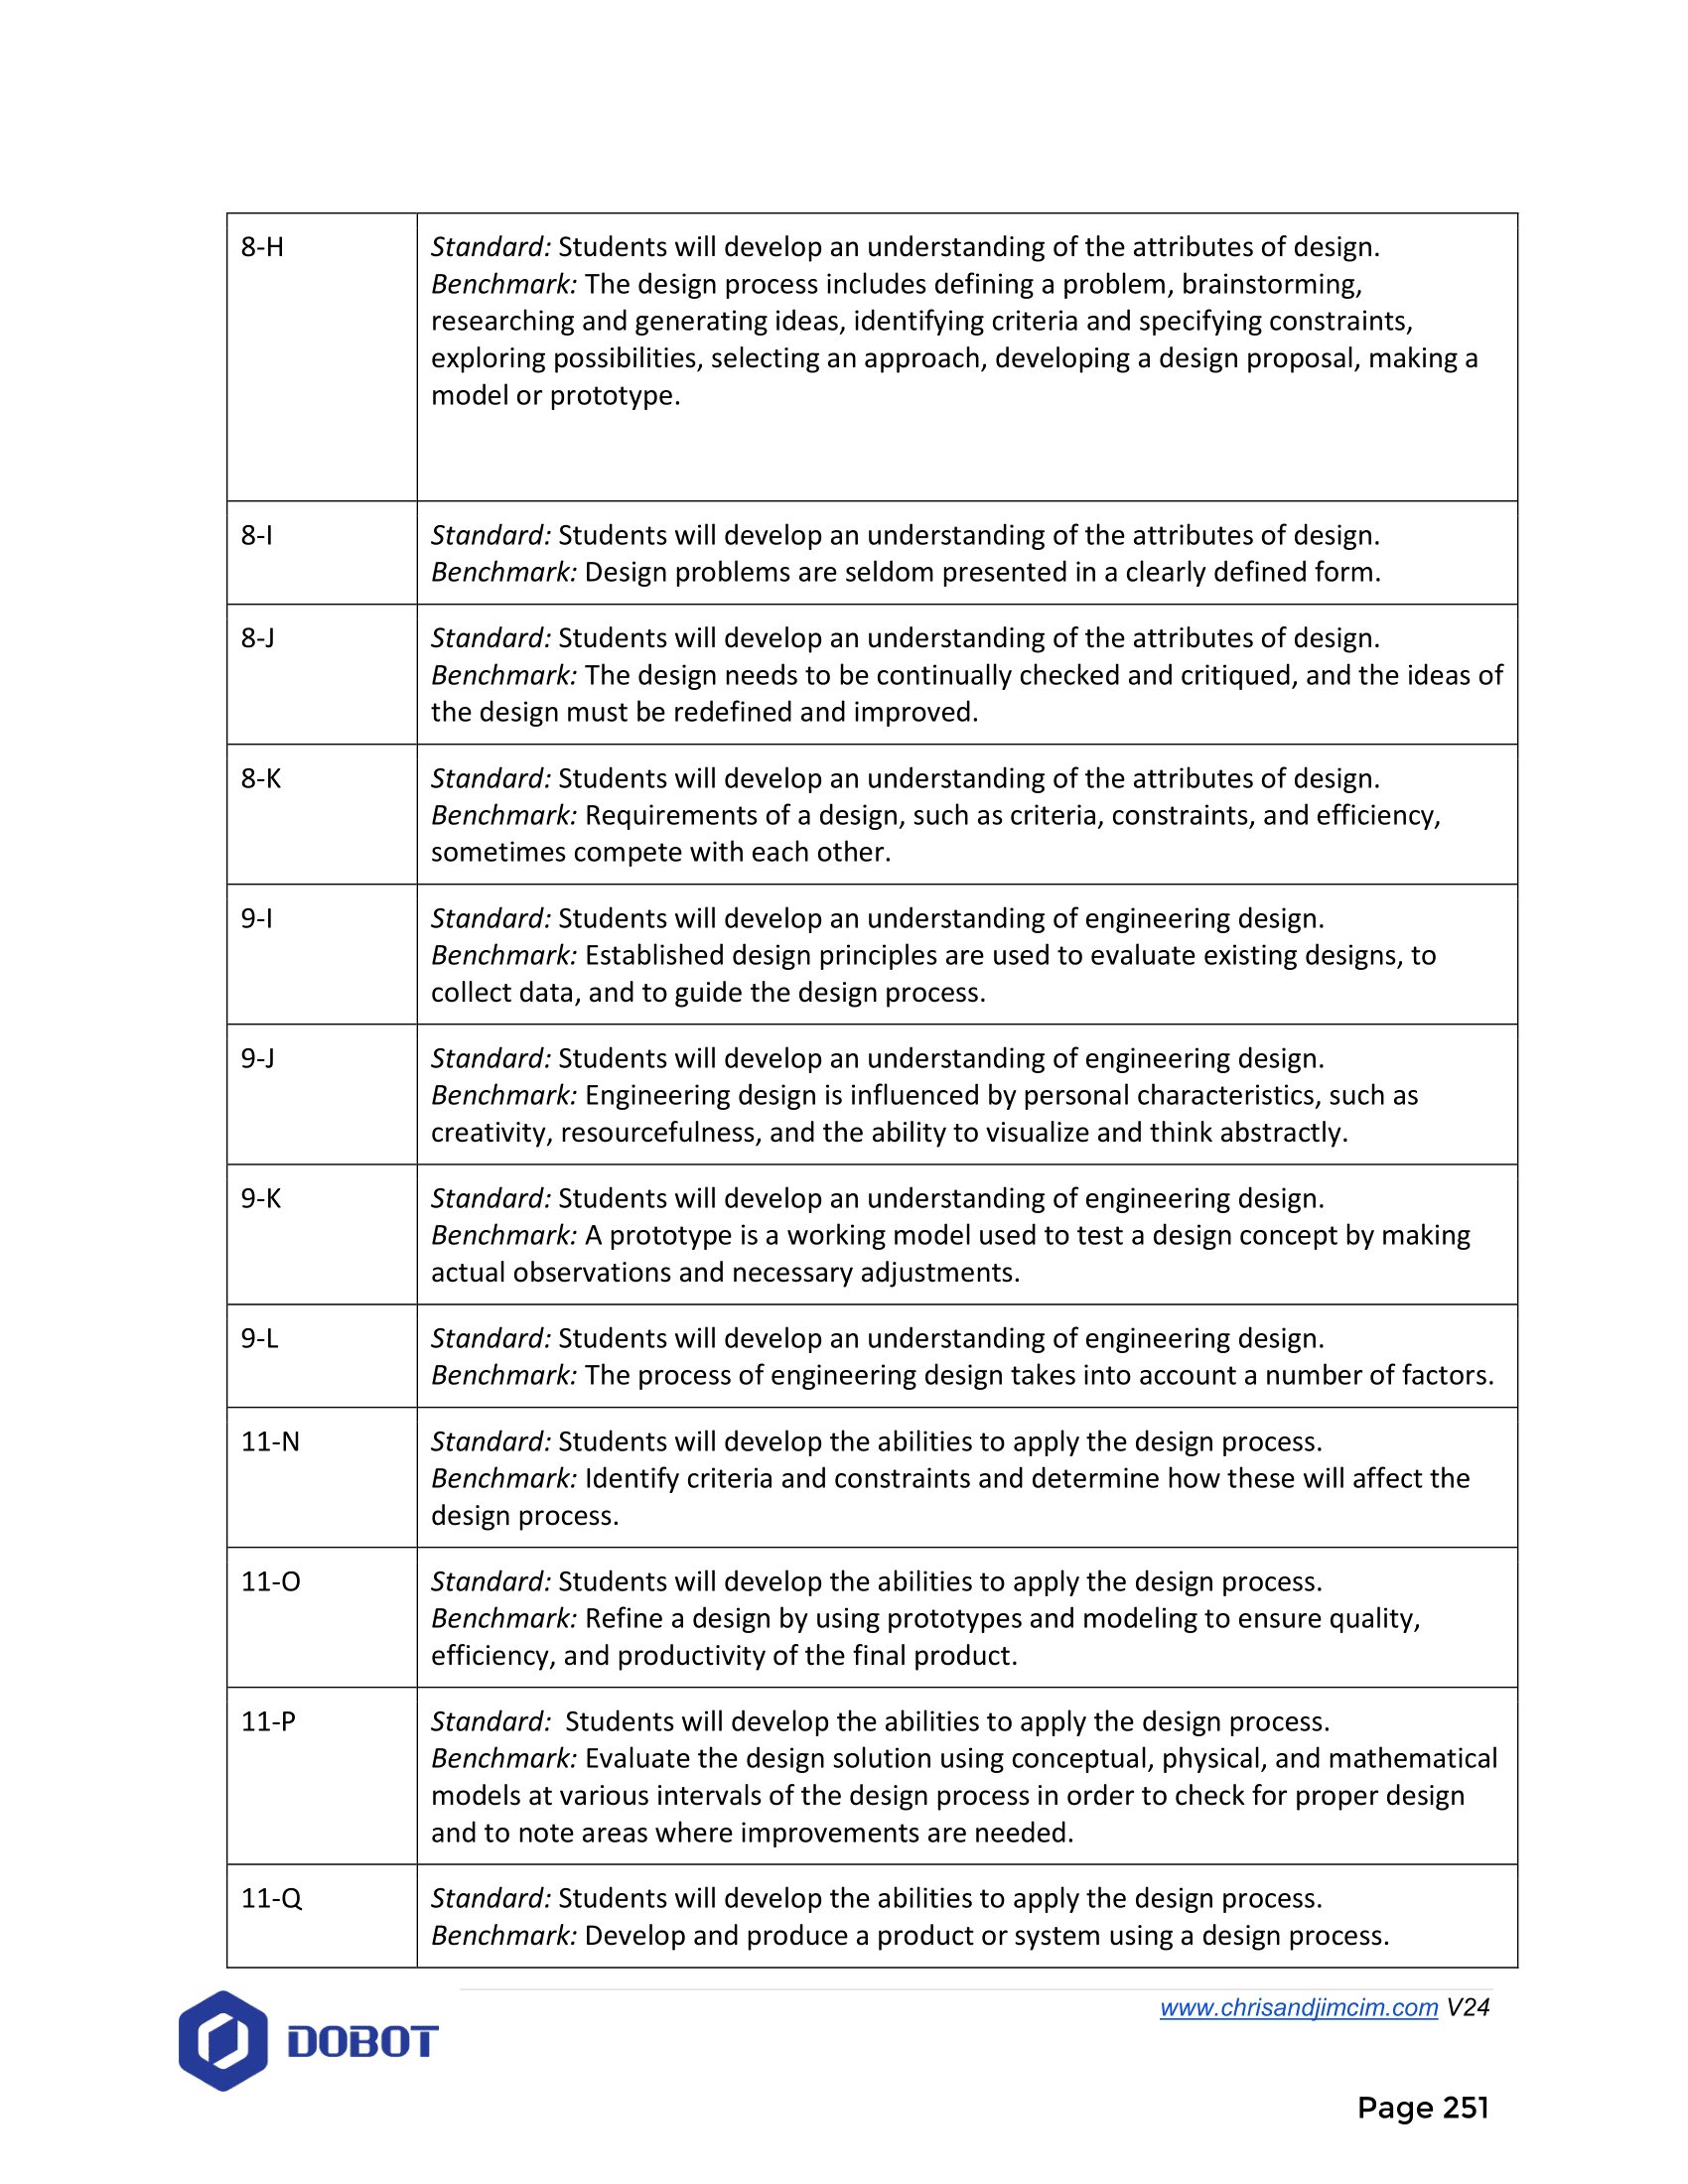 8-H
Standard: Students will develop an understanding of the attributes of design.
Benchmark: The design process includes defining a problem, brainstorming,
researching and generating ideas, identifying criteria and specifying constraints,
exploring possibilities, selecting an approach, developing a design proposal, making a
model or prototype.
8-I
Standard: Students will develop an understanding of the attributes of design.
Benchmark: Design problems are seldom presented in a clearly defined form.
8-J
Standard: Students will develop an understanding of the attributes of design.
Benchmark: The design needs to be continually checked and critiqued, and the ideas of
the design must be redefined and improved.
8-K
Standard: Students will develop an understanding of the attributes of design.
Benchmark: Requirements of a design, such as criteria, constraints, and efficiency,
sometimes compete with each other.
9-I
Standard: Students will develop an understanding of engineering design.
Benchmark: Established design principles are used to evaluate existing designs, to
collect data, and to guide the design process.
9-J
Standard: Students will develop an understanding of engineering design.
Benchmark: Engineering design is influenced by personal characteristics, such as
creativity, resourcefulness, and the ability to visualize and think abstractly.
9-K
Standard: Students will develop an understanding of engineering design.
Benchmark: A prototype is a working model used to test a design concept by making
actual observations and necessary adjustments.
9-L
Standard: Students will develop an understanding of engineering design.
Benchmark: The process of engineering design takes into account a number of factors.
11-N
Standard: Students will develop the abilities to apply the design process.
Benchmark: Identify criteria and constraints and determine how these will affect the
design process.
11-O
Standard: Students will develop the abilities to apply the design process.
Benchmark: Refine a design by using prototypes and modeling to ensure quality,
efficiency, and productivity of the final product.
11-P
Standard:  Students will develop the abilities to apply the design process.
Benchmark: Evaluate the design solution using conceptual, physical, and mathematical
models at various intervals of the design process in order to check for proper design
and to note areas where improvements are needed.
11-Q
Standard: Students will develop the abilities to apply the design process.
Benchmark: Develop and produce a product or system using a design process.
www.chrisandjimcim.com V24
DOBOT
Page 251